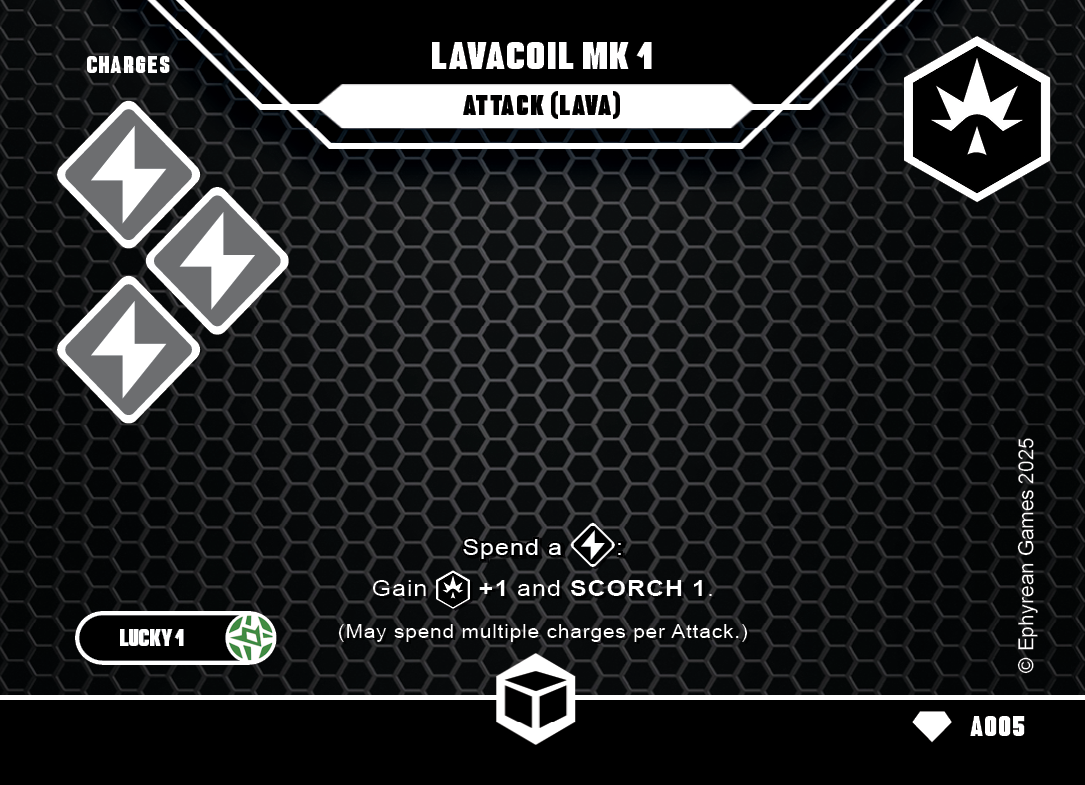 LAVACOIL MK 1
CHARGES
ATTACK (LAVA)
Spend a :
Gain +1 and SCORCH 1.
(May spend multiple charges per Attack.)
LUCKY 1
© Ephyrean Games 2025
A005